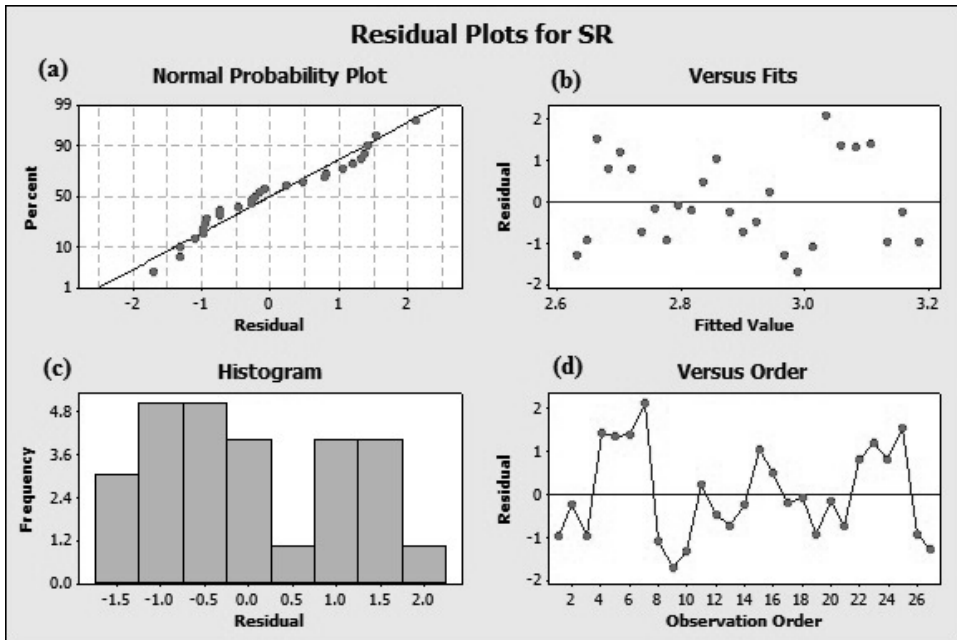 Residual Plots for SR
(a)
Normal Probability Plot
99
90
50
10
1
Percent
-2 -1 0 1 2
Residual
(b)
Versus Fits
2
1
0
-1
-2
Residual
2.6 2.8 3.0 3.2
Fitted Value
(c)
Histogram
4.8
3.6
2.4
1.2
0.0
Frequency
-1.5 -1.0 -0.5 0.0 0.5 1.0 1.5 2.0
Residual
(d)
Versus Order
2
1
0
-1
-2
Residual
2 4 6 8 10 12 14 16 18 20 22 24 26
Observation Order